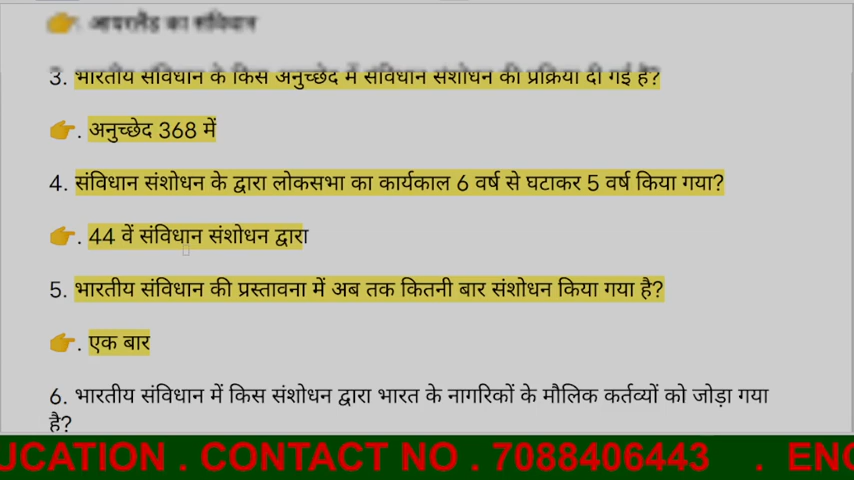 👉. आयरलैंड का संविधान
3. भारतीय संविधान के किस अनुच्छेद में संविधान संशोधन की प्रक्रिया दी गई है?
👉. अनुच्छेद 368 में
4. संविधान संशोधन के द्वारा लोकसभा का कार्यकाल 6 वर्ष से घटाकर 5 वर्ष किया गया?
👉. 44 वें संविधान संशोधन द्वारा
5. भारतीय संविधान की प्रस्तावना में अब तक कितनी बार संशोधन किया गया है?
👉. एक बार
6. भारतीय संविधान में किस संशोधन द्वारा भारत के नागरिकों के मौलिक कर्तव्यों को जोड़ा गया
है?
UCATION . CONTACT NO . 7088406443 . ENG